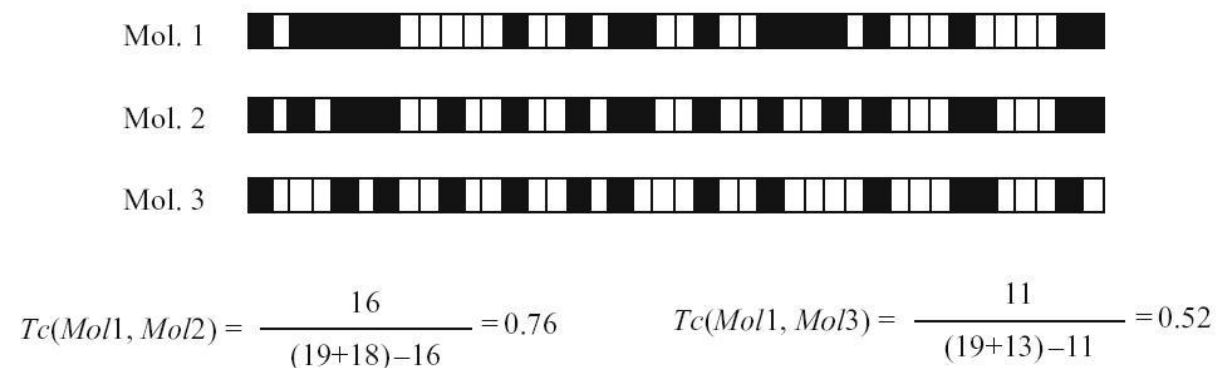 Mol. 1
Mol. 2
Mol. 3
Tc(Mol1, Mol2) = 16 / (19+18)–16 = 0.76
Tc(Mol1, Mol3) = 11 / (19+13)–11 = 0.52